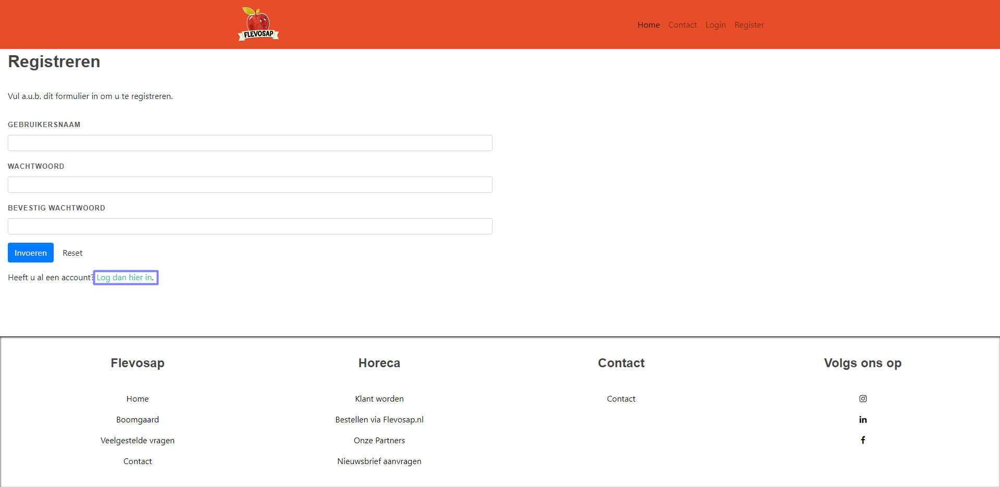 FLEVOSAP
Home Contact Login Register
Registreren
Vul a.u.b. dit formulier in om u te registreren.
GEBRUIKERSNAAM
WACHTWOORD
BEVESTIG WACHTWOORD
Invoeren Reset
Heeft u al een account? Log dan hier in.
Flevosap
Home
Boomgaard
Veelgestelde vragen
Contact
Horeca
Klant worden
Bestellen via Flevosap.nl
Onze Partners
Nieuwsbrief aanvragen
Contact
Contact
Volgs ons op